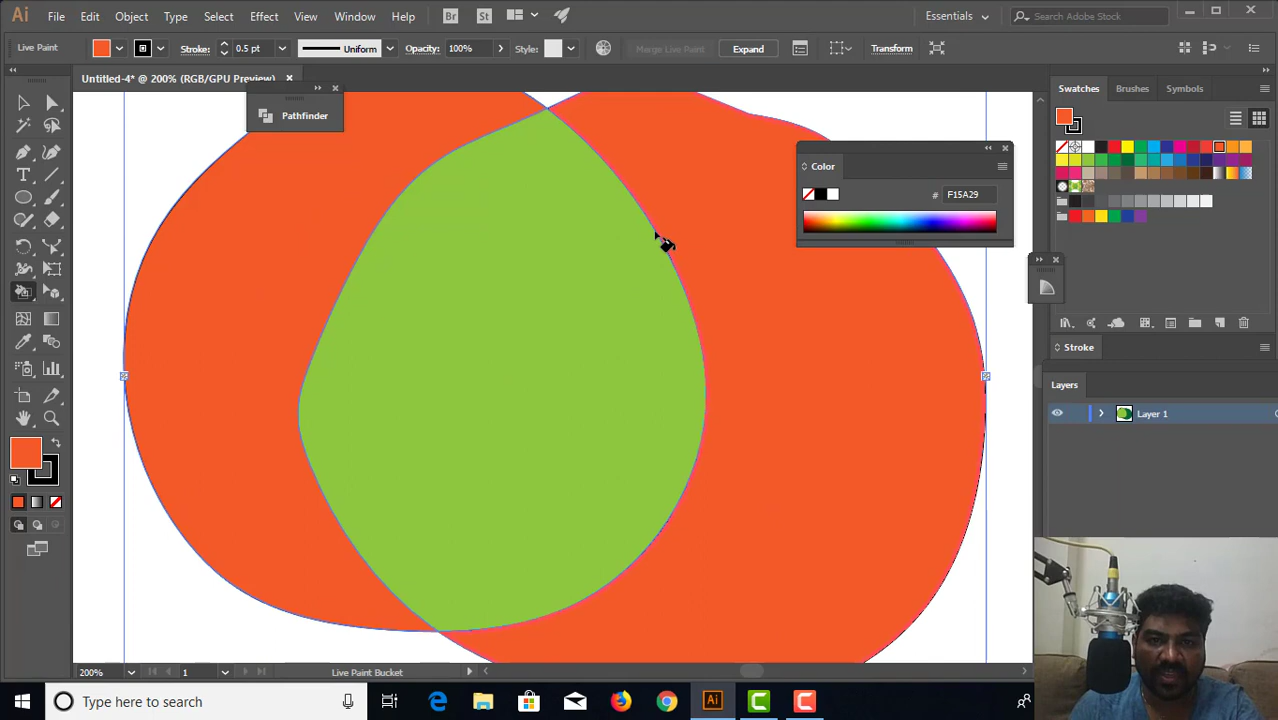 Ai File Edit Object Type Select Effect View Window Help Br St Essentials Search Adobe Stock
Live Paint Stroke: 0.5 pt Uniform Opacity: 100% Style: Merge Live Paint Expand Transform
Untitled-4* @ 200% (RGB/GPU Preview)
Swatches Brushes Symbols
Pathfinder
Color
# F15A29
Stroke
Layers
Layer 1
200% 1 Live Paint Bucket
Type here to search Ai